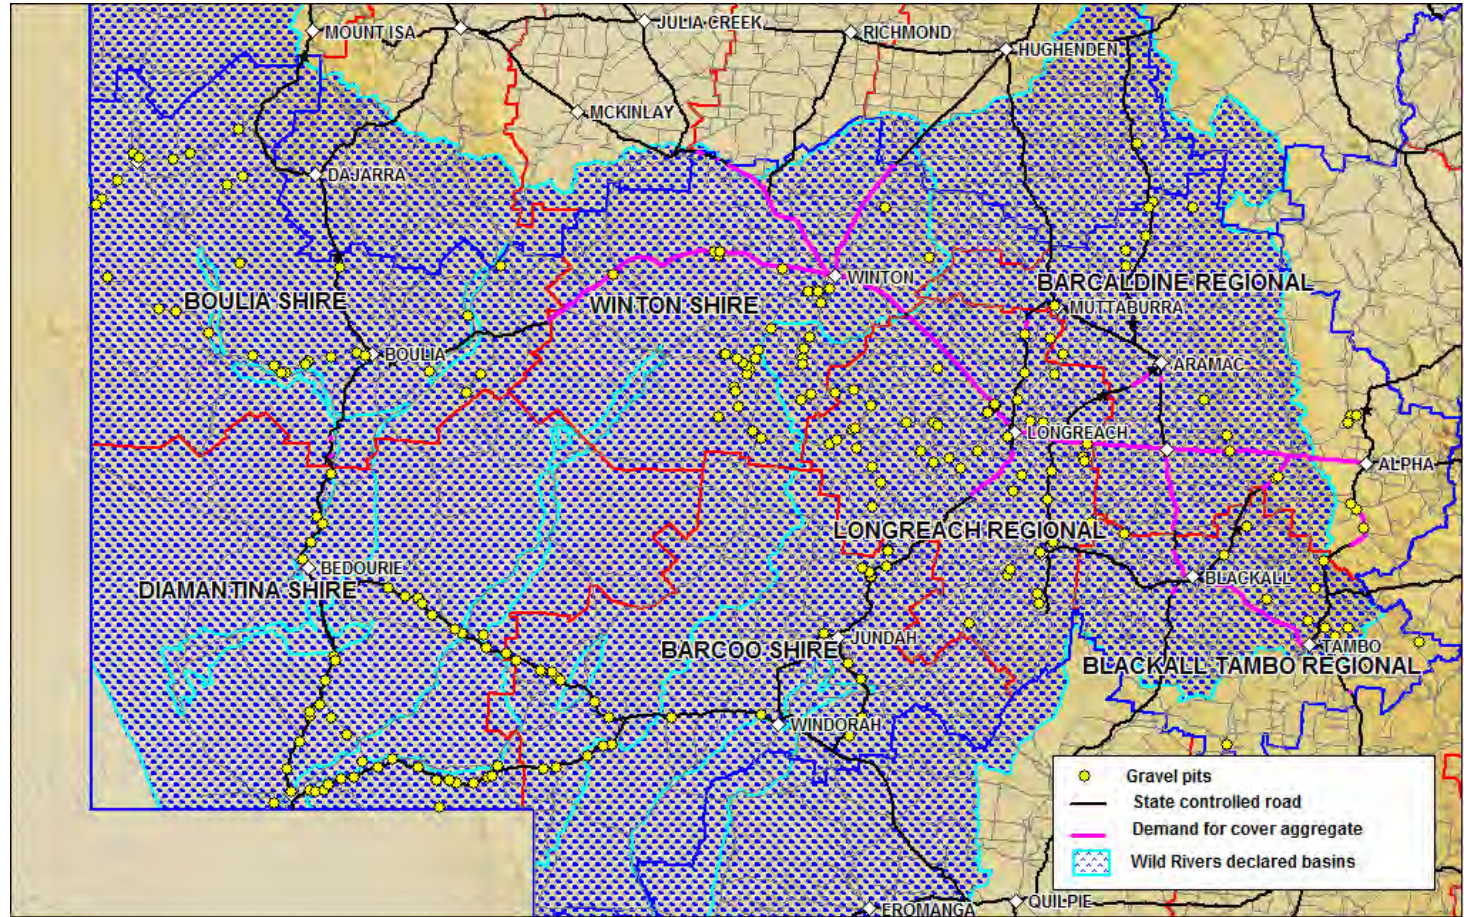 MOUNT ISA
JULIA CREEK
RICHMOND
HUGHENDEN
MCKINLAY
DAJARRA
WINTON
BOULIA SHIRE
WINTON SHIRE
BARCALDINE REGIONAL
MUTTABURRA
BOULIA
ARAMAC
LONGREACH
ALPHA
LONGREACH REGIONAL
BEDOURIE
DIAMANTINA SHIRE
BLACKALL
JUNDAH
BARCOO SHIRE
TAMBO
BLACKALL TAMBO REGIONAL
WINDORAH
Gravel pits
State controlled road
Demand for cover aggregate
Wild Rivers declared basins
EROMANGA
QUILPIE